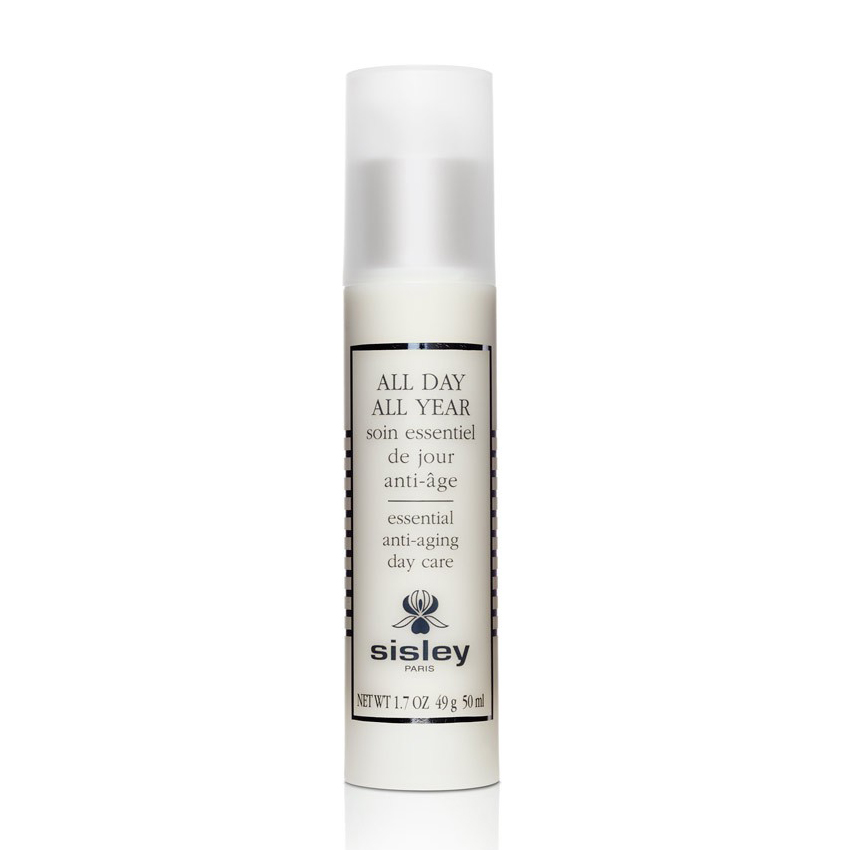 ALL DAY
ALL YEAR
soin essentiel
de jour
anti-âge
essential
anti-aging
day care
sisley
PARIS
NET WT 1.7 OZ 49 g 50 ml